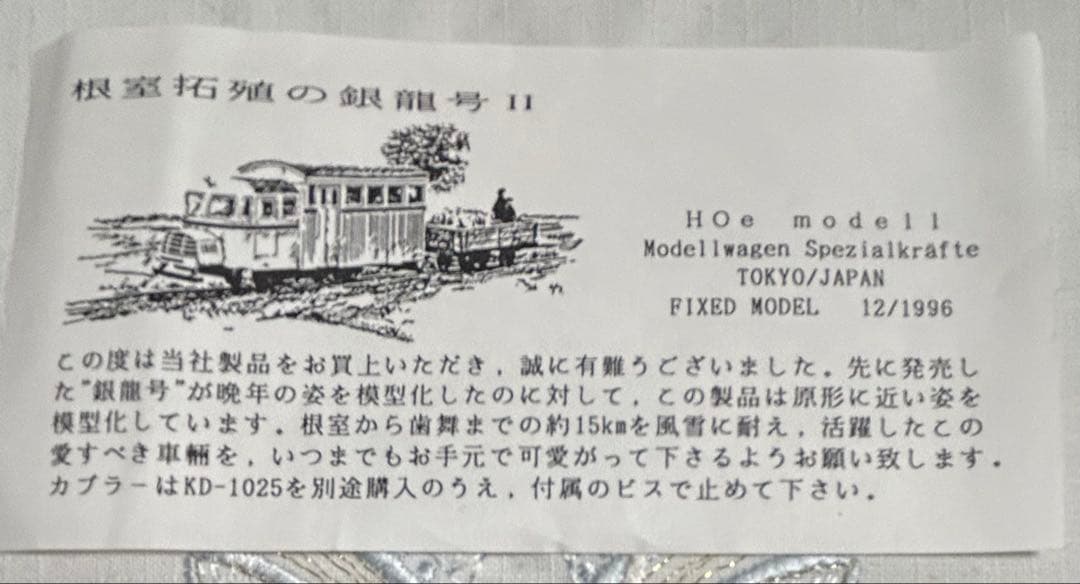 根室拓殖の銀龍号II
HOe modell
Modellwagen Spezialkräfte
TOKYO/JAPAN
FIXED MODEL 12/1996
この度は当社製品をお買上いただき，誠に有難うございました．先に発売し
た"銀龍号"が晩年の姿を模型化したのに対して，この製品は原形に近い姿を
模型化しています．根室から歯舞までの約15kmを風雪に耐え，活躍したこの
愛すべき車輛を，いつまでもお手元で可愛がって下さるようお願い致します．
カプラーはKD-1025を別途購入のうえ，付属のビスで止めて下さい．